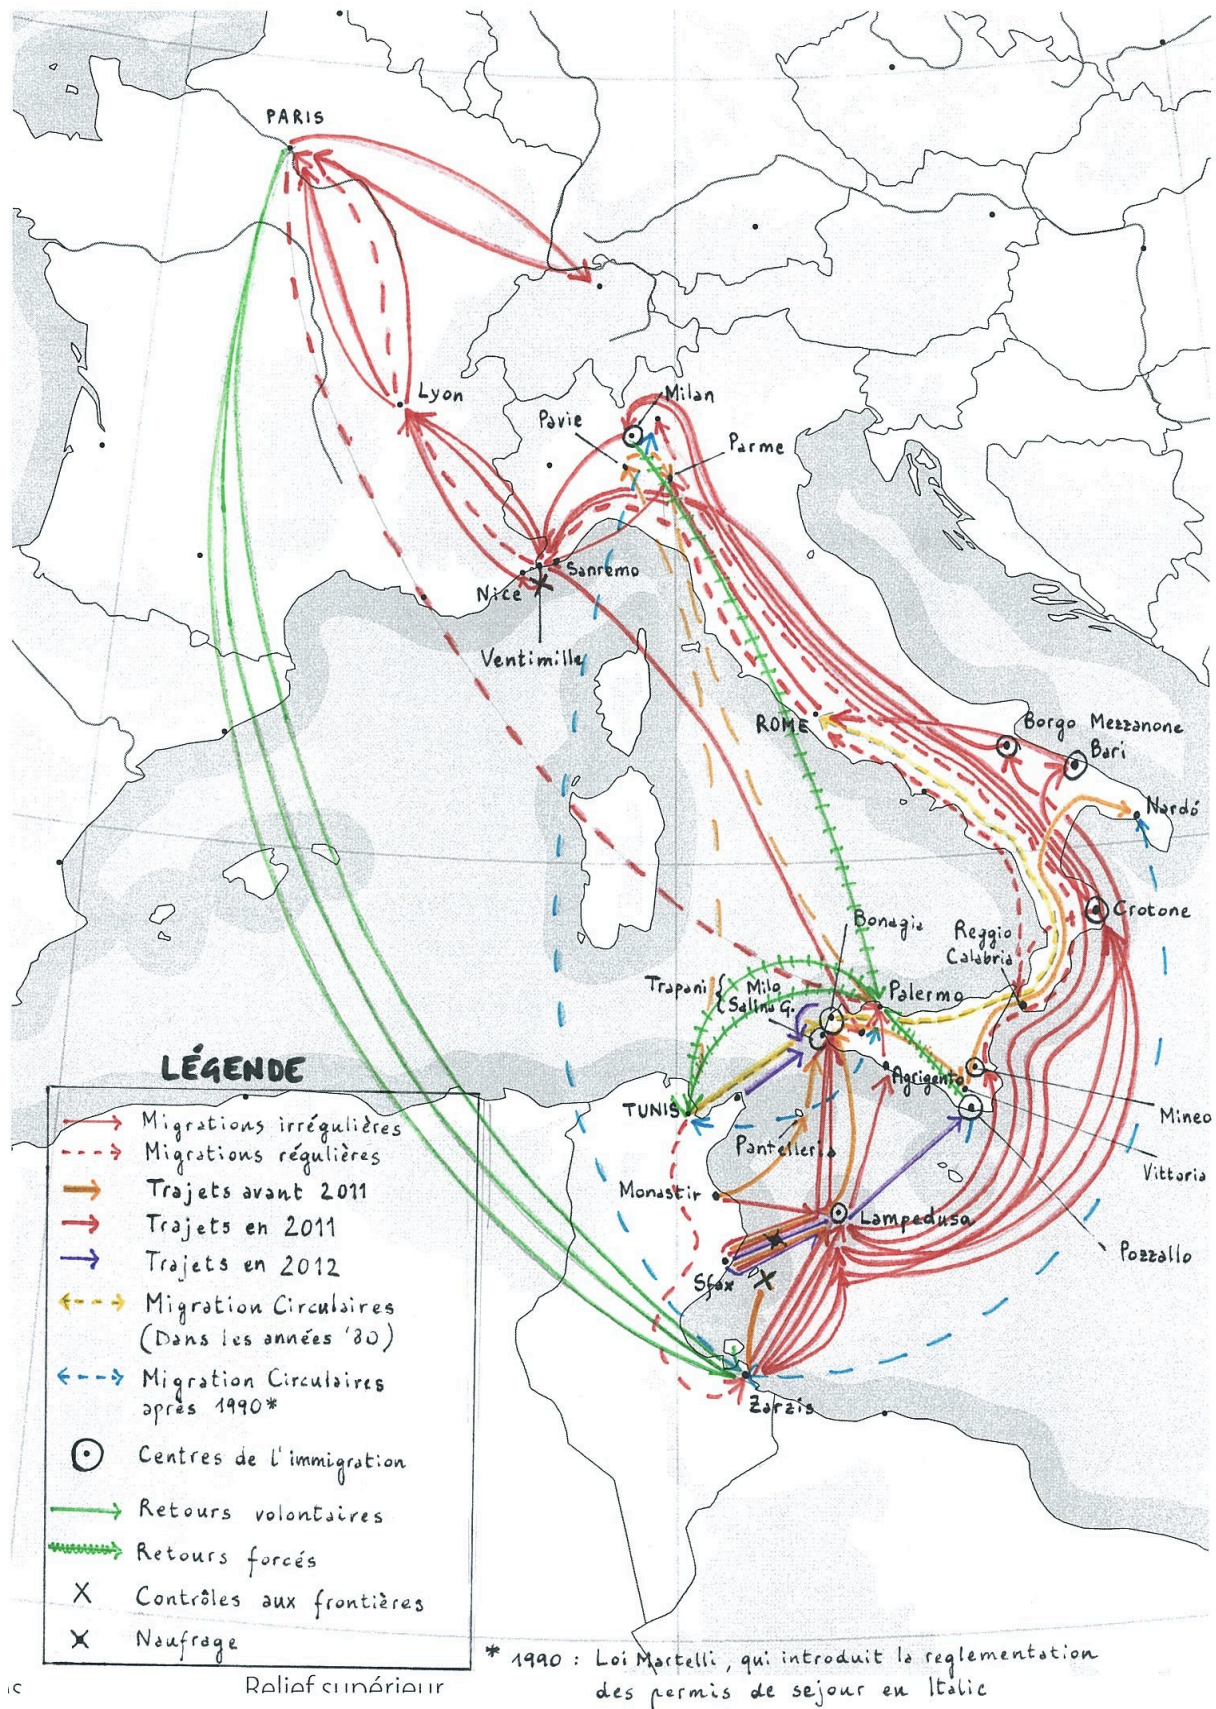 PARIS
Lyon
Milan
Pavie
Parme
Sanremo
Nice
Ventimille
ROME
Borgo Mezzanone
Bari
Nardó
Crotone
Bonagia
Reggio
Calabria
Trapani { Milo
Salina G.
Palermo
Agrigento
TUNIS
Pantelleria
Mineo
Vittoria
Monastir
Lampedusa
Pozzallo
Sfax
Zarzis
LÉGENDE
Migrations irrégulières
Migrations régulières
Trajets avant 2011
Trajets en 2011
Trajets en 2012
Migration Circulaires
(Dans les années '80)
Migration Circulaires
après 1990*
Centres de l'immigration
Retours volontaires
Retours forcés
Contrôles aux frontières
Naufrage
* 1990 : Loi Martelli, qui introduit la reglementation
des permis de sejour en Italie
Relief supérieur